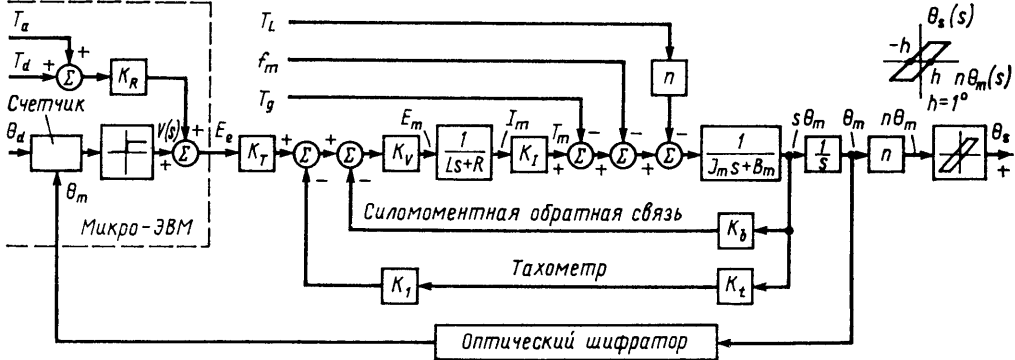 T_a
T_d + +
Σ
K_R
Счетчик
θ_d
θ_m
V(s)
+ +
Σ
E_e
Микро-ЭВМ
K_T
+ −
Σ
+ −
Σ
E_m
K_V
1/(Ls+R)
I_m
K_I
T_m
T_L
f_m
T_g
n
− +
Σ
− +
Σ
− +
Σ
1/(J_m s + B_m)
sθ_m
1/s
θ_m
n
nθ_m
θ_s
+
θ_s(s)
−h
h nθ_m(s)
h=1°
Силомоментная обратная связь
K_b
Тахометр
K_1
K_t
Оптический шифратор